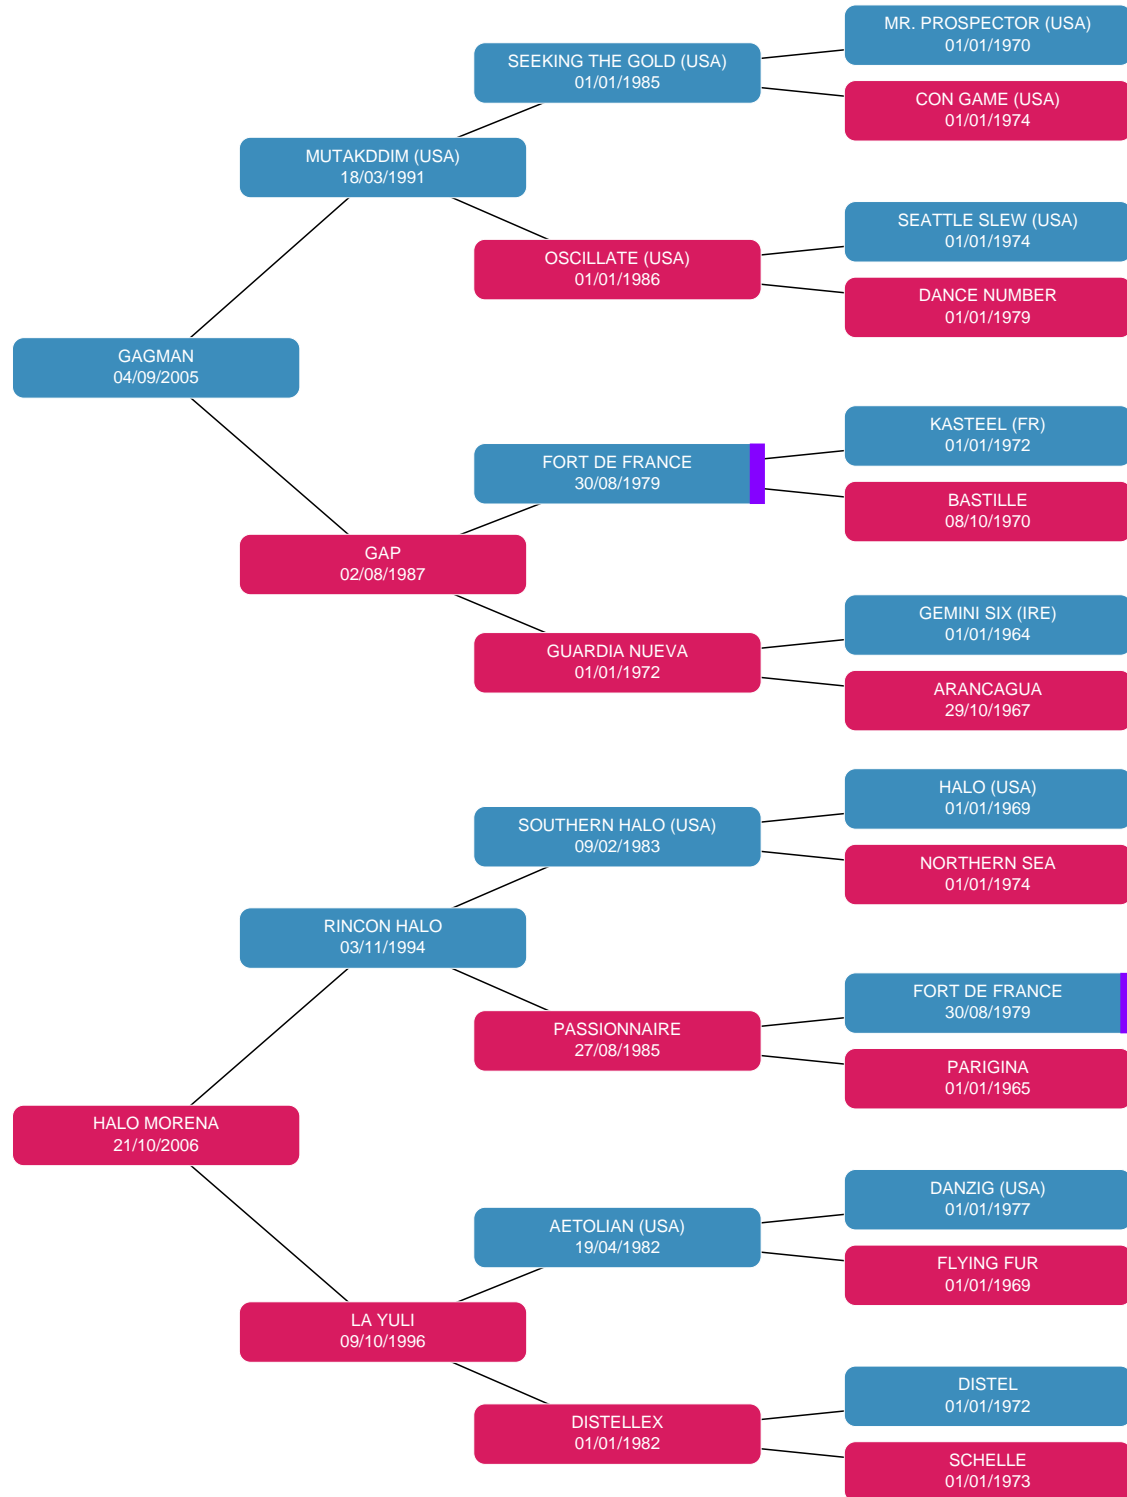 MR. PROSPECTOR (USA)
01/01/1970
SEEKING THE GOLD (USA)
01/01/1985
CON GAME (USA)
01/01/1974
MUTAKDDIM (USA)
18/03/1991
SEATTLE SLEW (USA)
01/01/1974
OSCILLATE (USA)
01/01/1986
DANCE NUMBER
01/01/1979
GAGMAN
04/09/2005
KASTEEL (FR)
01/01/1972
FORT DE FRANCE
30/08/1979
BASTILLE
08/10/1970
GAP
02/08/1987
GEMINI SIX (IRE)
01/01/1964
GUARDIA NUEVA
01/01/1972
ARANCAGUA
29/10/1967
HALO (USA)
01/01/1969
SOUTHERN HALO (USA)
09/02/1983
NORTHERN SEA
01/01/1974
RINCON HALO
03/11/1994
FORT DE FRANCE
30/08/1979
PASSIONNAIRE
27/08/1985
PARIGINA
01/01/1965
HALO MORENA
21/10/2006
DANZIG (USA)
01/01/1977
AETOLIAN (USA)
19/04/1982
FLYING FUR
01/01/1969
LA YULI
09/10/1996
DISTEL
01/01/1972
DISTELLEX
01/01/1982
SCHELLE
01/01/1973